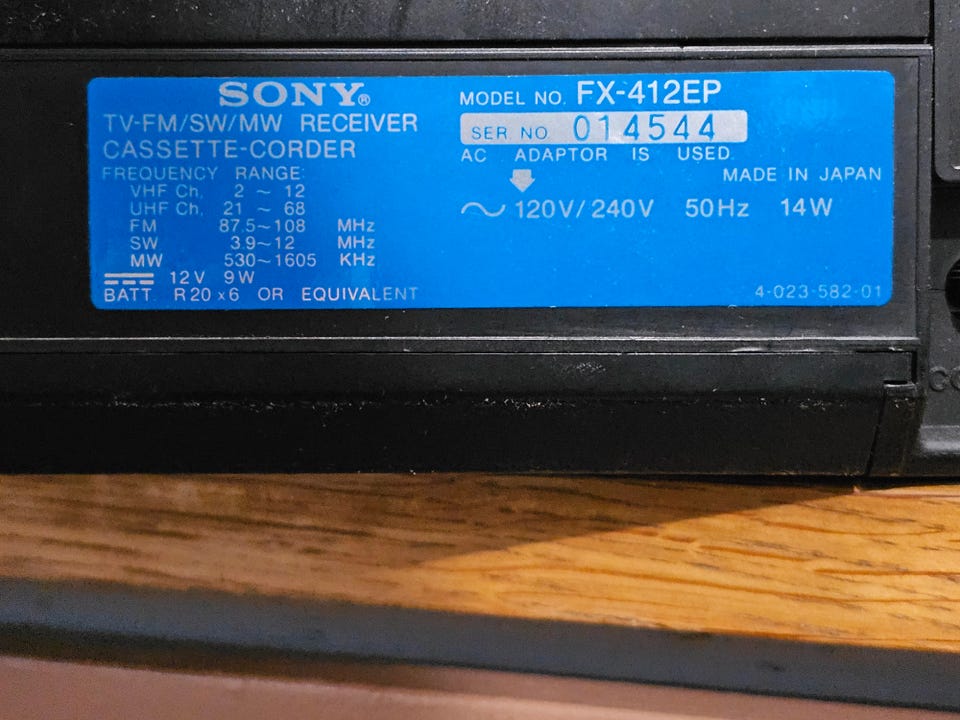 SONY®
TV-FM/SW/MW RECEIVER
CASSETTE-CORDER
FREQUENCY RANGE:
VHF Ch, 2 ~ 12
UHF Ch, 21 ~ 68
FM 87.5~108 MHz
SW 3.9~12 MHz
MW 530~1605 KHz
12V 9W
BATT. R20 x 6 OR EQUIVALENT
MODEL NO. FX-412EP
SER NO 014544
AC ADAPTOR IS USED
MADE IN JAPAN
~ 120V/240V 50Hz 14W
4-023-582-01